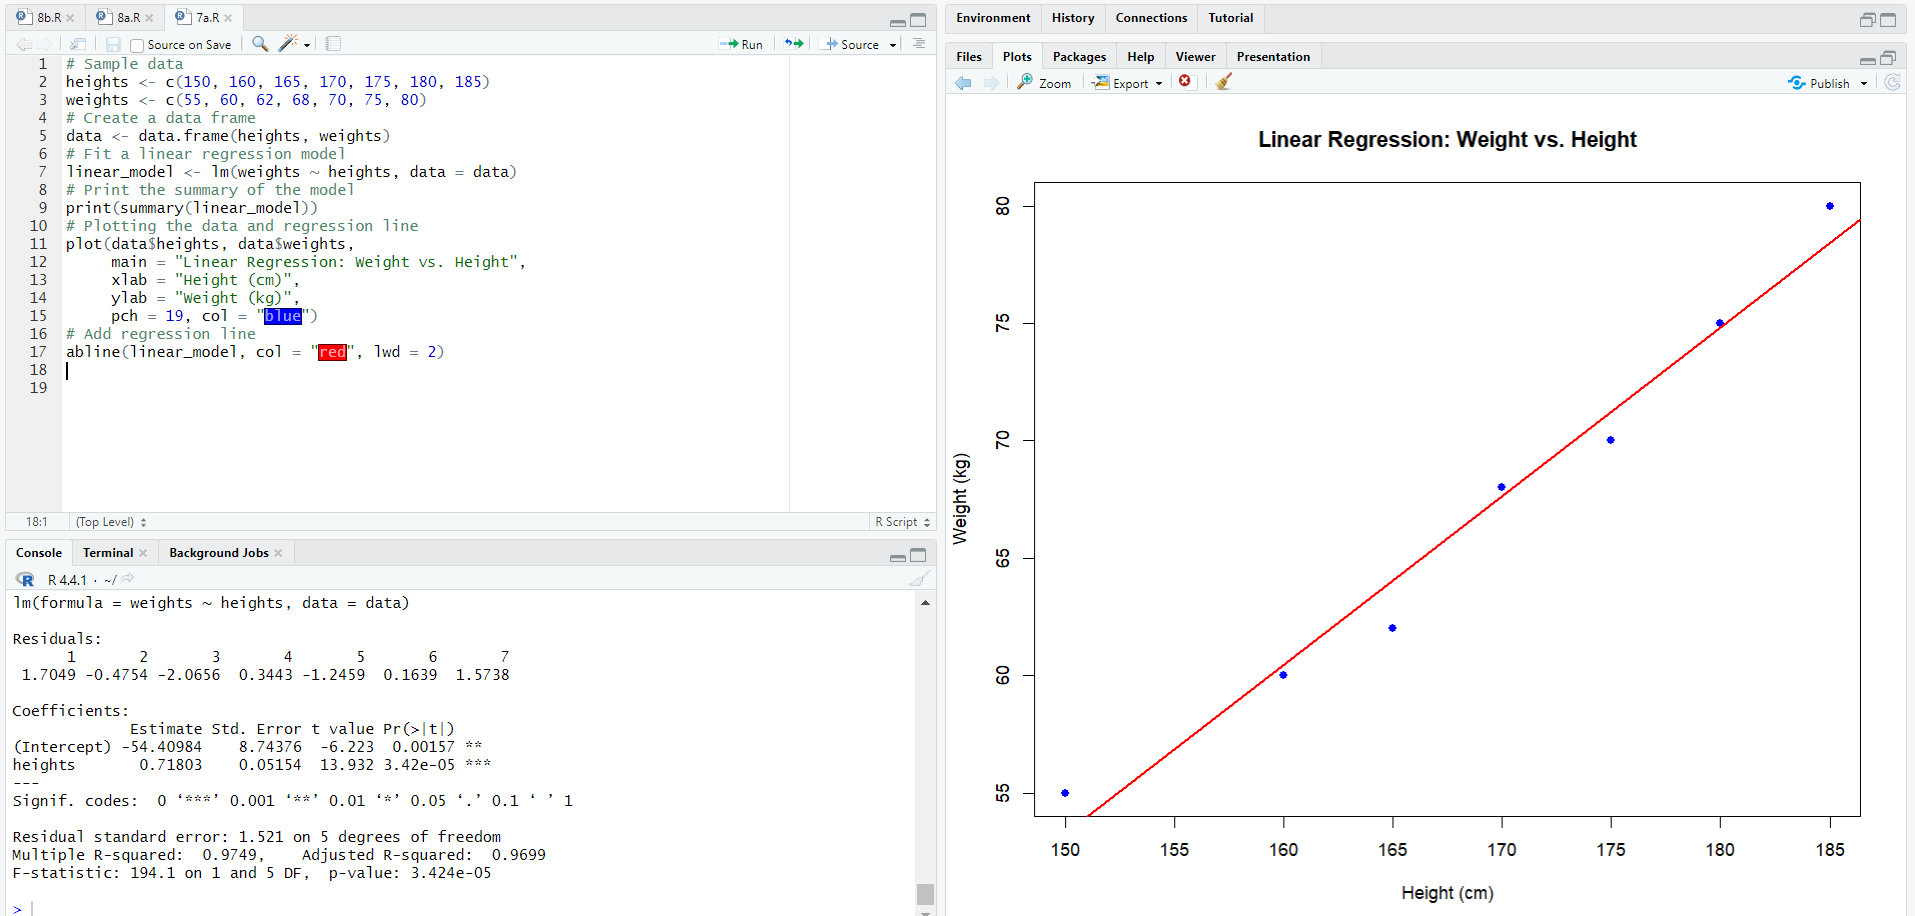 8b.R
8a.R
7a.R
Source on Save
Run
Source
1 # Sample data
2 heights <- c(150, 160, 165, 170, 175, 180, 185)
3 weights <- c(55, 60, 62, 68, 70, 75, 80)
4 # Create a data frame
5 data <- data.frame(heights, weights)
6 # Fit a linear regression model
7 linear_model <- lm(weights ~ heights, data = data)
8 # Print the summary of the model
9 print(summary(linear_model))
10 # Plotting the data and regression line
11 plot(data$heights, data$weights,
12      main = "Linear Regression: Weight vs. Height",
13      xlab = "Height (cm)",
14      ylab = "Weight (kg)",
15      pch = 19, col = "blue")
16 # Add regression line
17 abline(linear_model, col = "red", lwd = 2)
18
19
18:1 (Top Level) R Script
Console Terminal Background Jobs
R R 4.4.1 · ~/
lm(formula = weights ~ heights, data = data)
Residuals:
      1       2       3       4       5       6       7
 1.7049 -0.4754 -2.0656  0.3443 -1.2459  0.1639  1.5738
Coefficients:
             Estimate Std. Error t value Pr(>|t|)
(Intercept) -54.40984    8.74376  -6.223  0.00157 **
heights       0.71803    0.05154  13.932 3.42e-05 ***
---
Signif. codes:  0 ‘***’ 0.001 ‘**’ 0.01 ‘*’ 0.05 ‘.’ 0.1 ‘ ’ 1
Residual standard error: 1.521 on 5 degrees of freedom
Multiple R-squared:  0.9749,    Adjusted R-squared:  0.9699
F-statistic: 194.1 on 1 and 5 DF,  p-value: 3.424e-05
>
Environment History Connections Tutorial
Files Plots Packages Help Viewer Presentation
Zoom Export Publish
Linear Regression: Weight vs. Height
80
75
70
65
60
55
Weight (kg)
150 155 160 165 170 175 180 185
Height (cm)